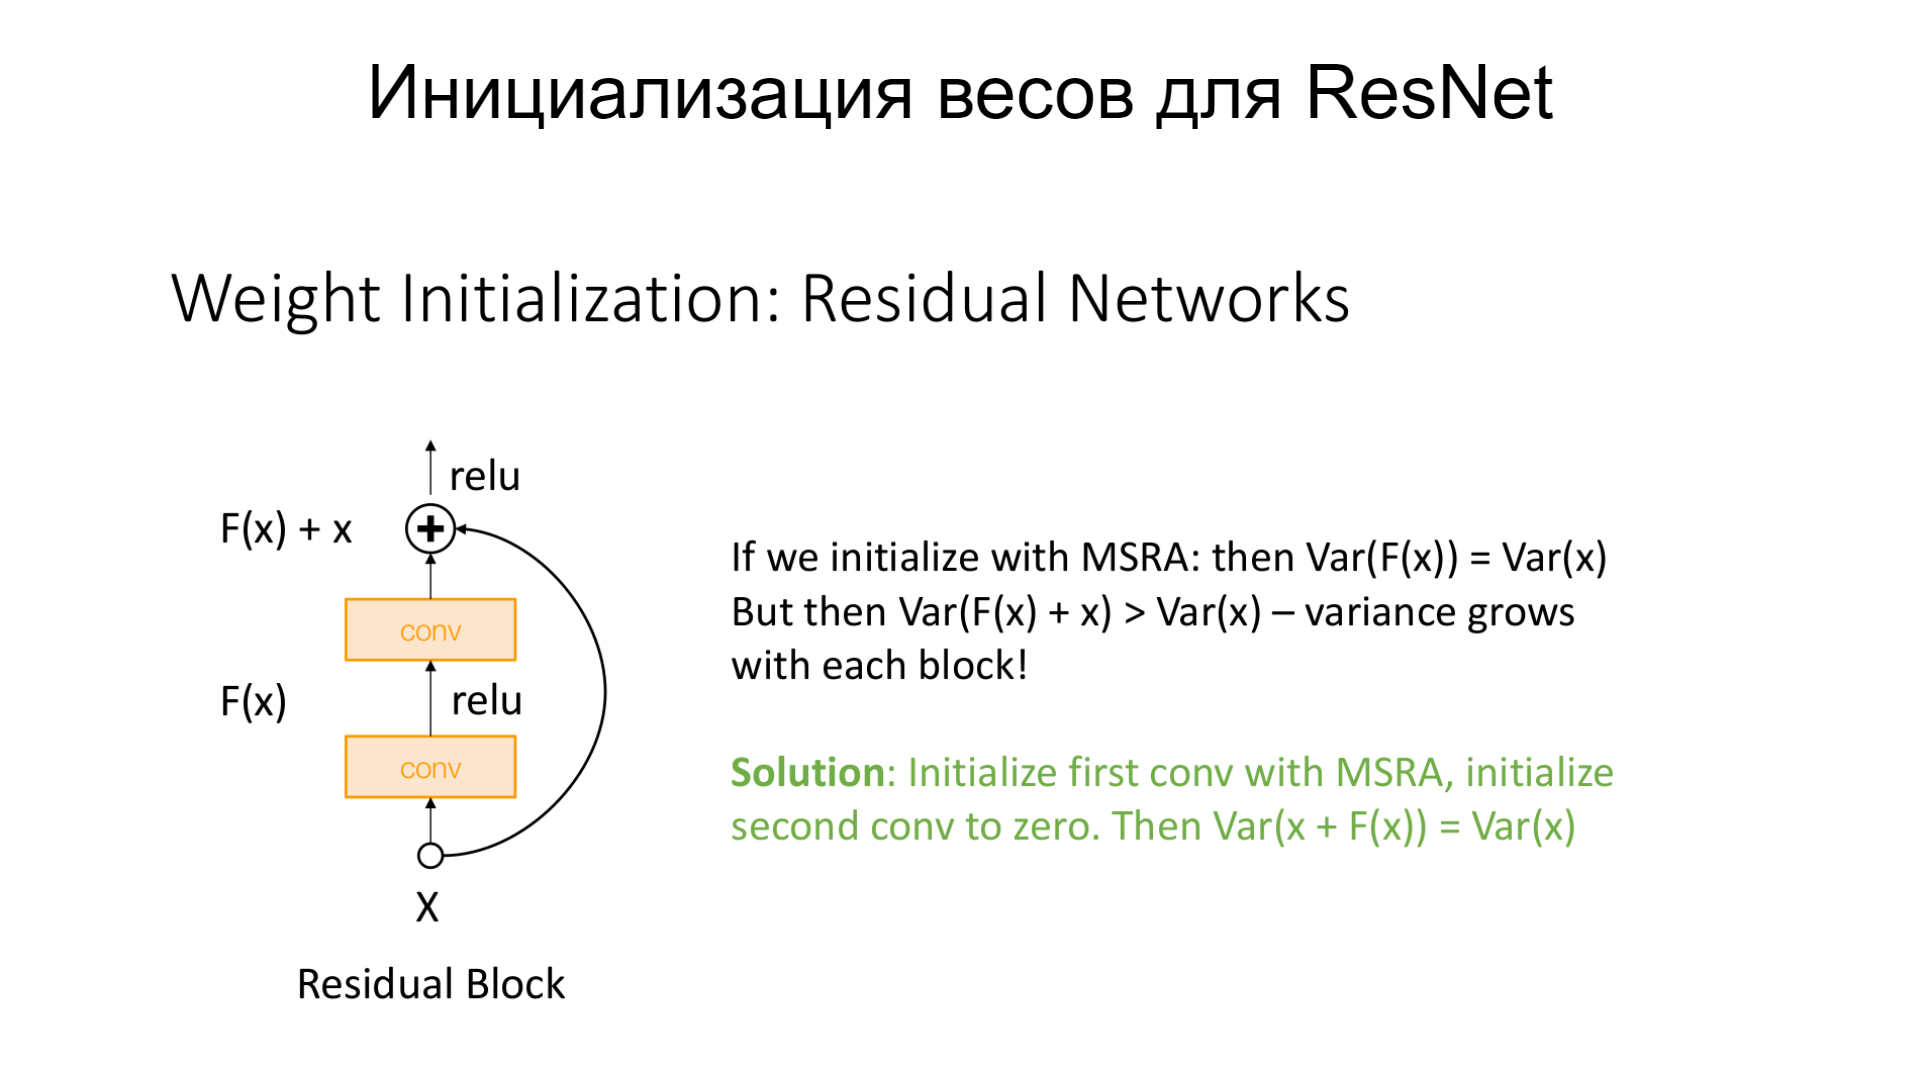 Инициализация весов для ResNet
Weight Initialization: Residual Networks
relu
F(x) + x
conv
F(x)
relu
conv
X
Residual Block
If we initialize with MSRA: then Var(F(x)) = Var(x)
But then Var(F(x) + x) > Var(x) – variance grows
with each block!
Solution: Initialize first conv with MSRA, initialize
second conv to zero. Then Var(x + F(x)) = Var(x)